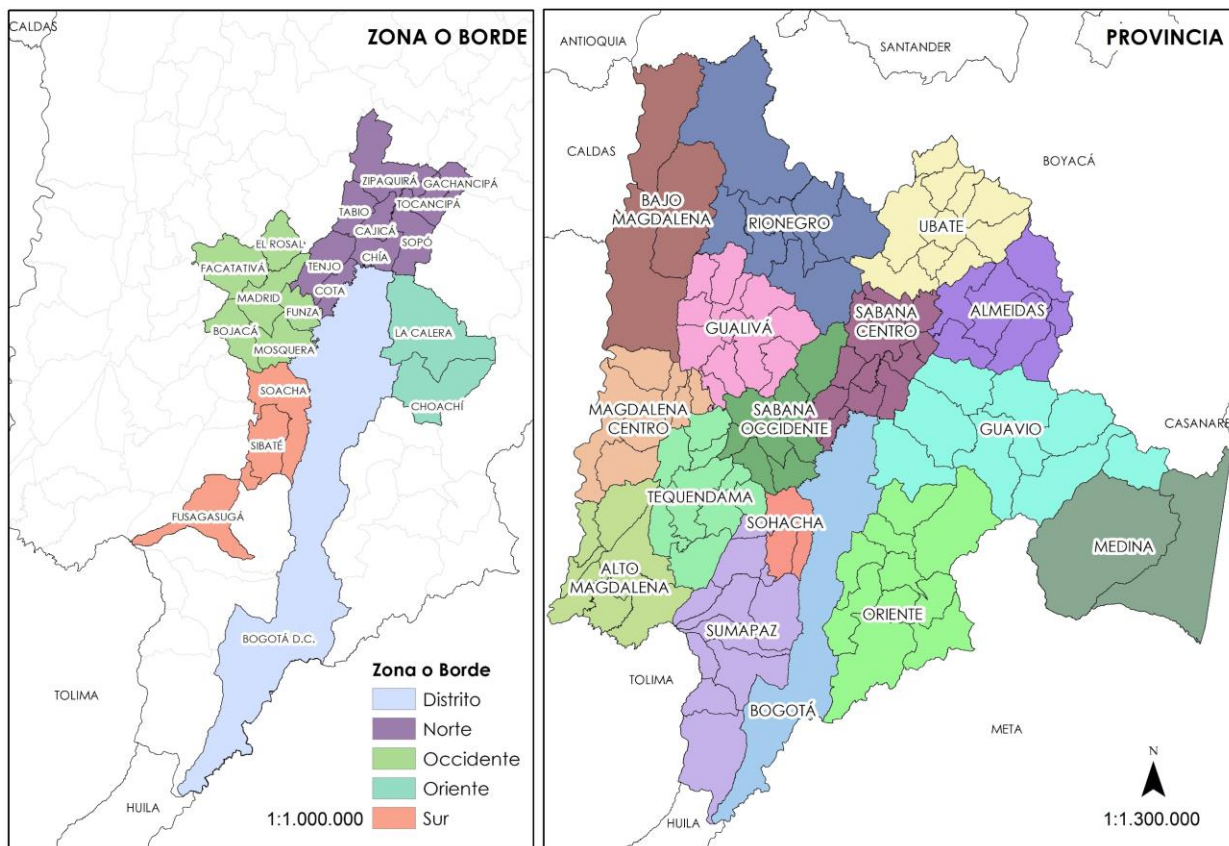 CALDAS
ZONA O BORDE
ZIPAQUIRÁ
GACHANCIPÁ
TOCANCIPÁ
TABIO
CAJICÁ
SOPÓ
EL ROSAL
CHÍA
TENJO
FACATATIVÁ
COTA
MADRID
FUNZA
BOJACÁ
LA CALERA
MOSQUERA
SOACHA
CHOACHÍ
SIBATÉ
FUSAGASUGÁ
BOGOTÁ D.C.
TOLIMA
HUILA
Zona o Borde
Distrito
Norte
Occidente
Oriente
Sur
1:1.000.000
ANTIOQUIA
SANTANDER
PROVINCIA
CALDAS
BOYACÁ
BAJO
MAGDALENA
RIONEGRO
UBATE
GUALIVÁ
SABANA
CENTRO
ALMEIDAS
MAGDALENA
CENTRO
SABANA
OCCIDENTE
GUAVIO
CASANARE
TEQUENDAMA
SOHACHA
MEDINA
ALTO
MAGDALENA
SUMAPAZ
ORIENTE
TOLIMA
BOGOTÁ
META
N
HUILA
1:1.300.000